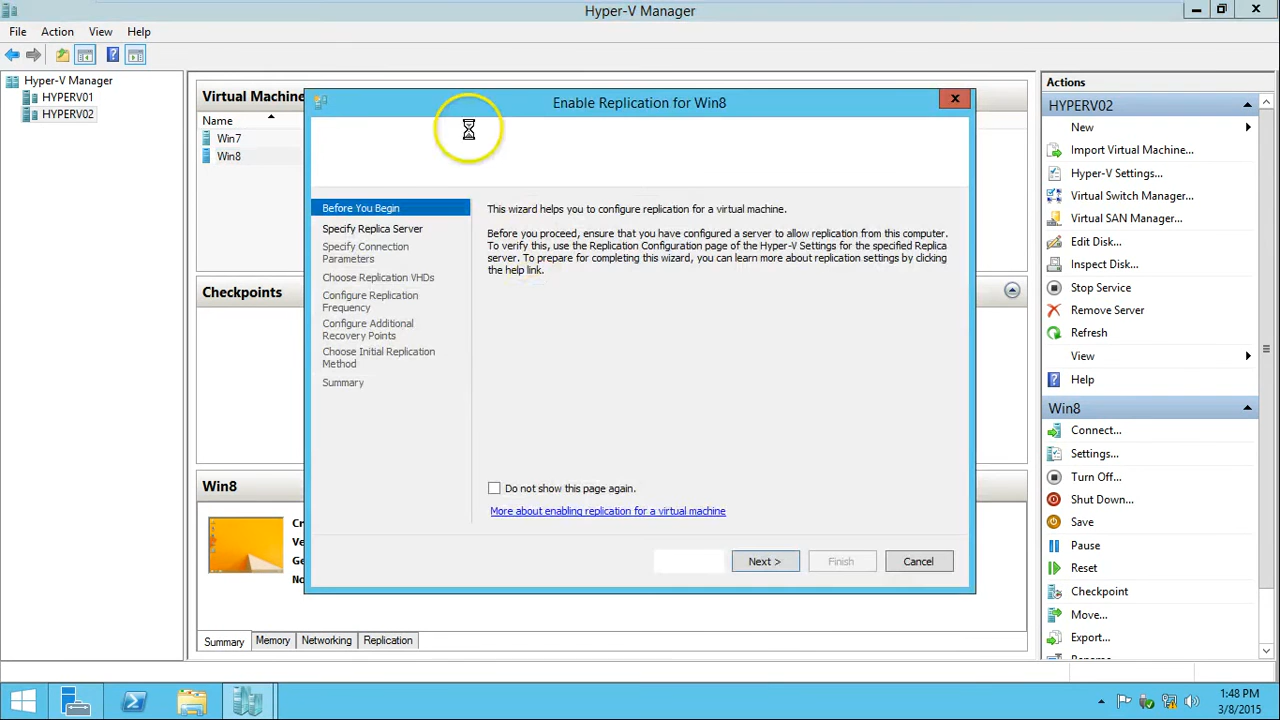 Hyper-V Manager
File Action View Help
Hyper-V Manager
HYPERV01
HYPERV02
Virtual Machine
Name
Win7
Win8
Checkpoints
Win8
Summary Memory Networking Replication
Enable Replication for Win8
Before You Begin
Specify Replica Server
Specify Connection
Parameters
Choose Replication VHDs
Configure Replication
Frequency
Configure Additional
Recovery Points
Choose Initial Replication
Method
Summary
This wizard helps you to configure replication for a virtual machine.
Before you proceed, ensure that you have configured a server to allow replication from this computer.
To verify this, use the Replication Configuration page of the Hyper-V Settings for the specified Replica
server. To prepare for completing this wizard, you can learn more about replication settings by clicking
the help link.
Do not show this page again.
More about enabling replication for a virtual machine
Next > Finish Cancel
Actions
HYPERV02
New
Import Virtual Machine...
Hyper-V Settings...
Virtual Switch Manager...
Virtual SAN Manager...
Edit Disk...
Inspect Disk...
Stop Service
Remove Server
Refresh
View
Help
Win8
Connect...
Settings...
Turn Off...
Shut Down...
Save
Pause
Reset
Checkpoint
Move...
Export...
1:48 PM
3/8/2015